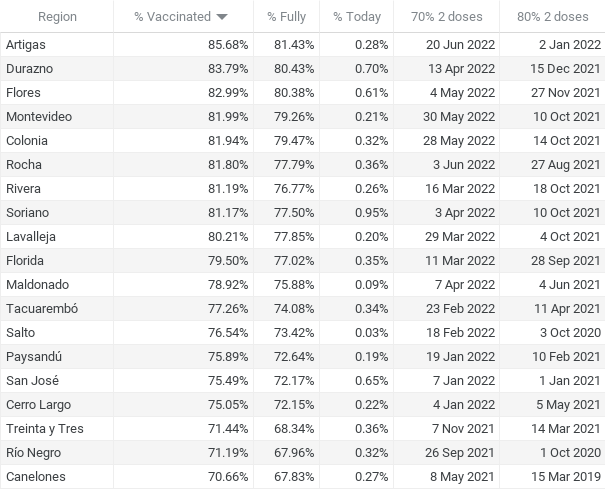 Region % Vaccinated % Fully % Today 70% 2 doses 80% 2 doses
Artigas 85.68% 81.43% 0.28% 20 Jun 2022 2 Jan 2022
Durazno 83.79% 80.43% 0.70% 13 Apr 2022 15 Dec 2021
Flores 82.99% 80.38% 0.61% 4 May 2022 27 Nov 2021
Montevideo 81.99% 79.26% 0.21% 30 May 2022 10 Oct 2021
Colonia 81.94% 79.47% 0.32% 28 May 2022 14 Oct 2021
Rocha 81.80% 77.79% 0.36% 3 Jun 2022 27 Aug 2021
Rivera 81.19% 76.77% 0.26% 16 Mar 2022 18 Oct 2021
Soriano 81.17% 77.50% 0.95% 3 Apr 2022 10 Oct 2021
Lavalleja 80.21% 77.85% 0.20% 29 Mar 2022 4 Oct 2021
Florida 79.50% 77.02% 0.35% 11 Mar 2022 28 Sep 2021
Maldonado 78.92% 75.88% 0.09% 7 Apr 2022 4 Jun 2021
Tacuarembó 77.26% 74.08% 0.34% 23 Feb 2022 11 Apr 2021
Salto 76.54% 73.42% 0.03% 18 Feb 2022 3 Oct 2020
Paysandú 75.89% 72.64% 0.19% 19 Jan 2022 10 Feb 2021
San José 75.49% 72.17% 0.65% 7 Jan 2022 1 Jan 2021
Cerro Largo 75.05% 72.15% 0.22% 4 Jan 2022 5 May 2021
Treinta y Tres 71.44% 68.34% 0.36% 7 Nov 2021 14 Mar 2021
Río Negro 71.19% 67.96% 0.32% 26 Sep 2021 1 Oct 2020
Canelones 70.66% 67.83% 0.27% 8 May 2021 15 Mar 2019